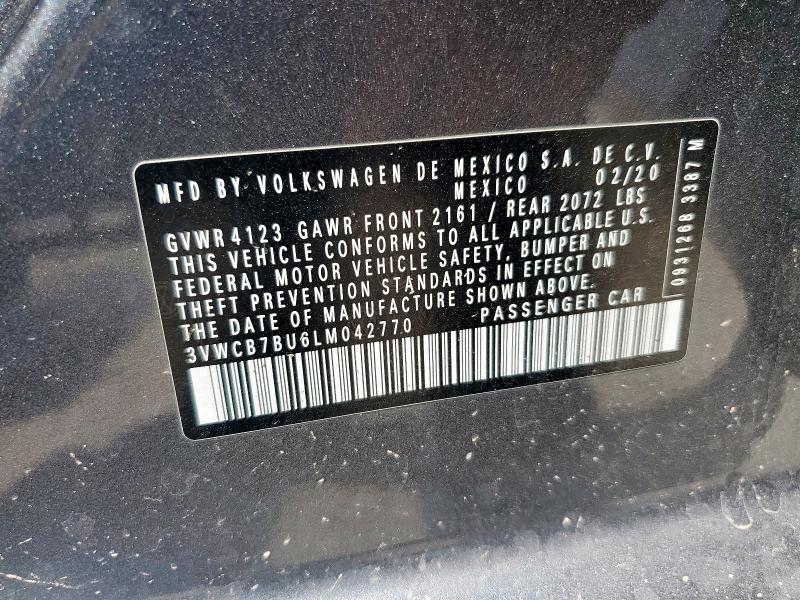 MFD BY VOLKSWAGEN DE MEXICO S.A. DE C.V.
MEXICO 02/20
GVWR 4123 GAWR FRONT 2161 / REAR 2072 LBS
THIS VEHICLE CONFORMS TO ALL APPLICABLE U.S.
FEDERAL MOTOR VEHICLE SAFETY, BUMPER AND
THEFT PREVENTION STANDARDS IN EFFECT ON
THE DATE OF MANUFACTURE SHOWN ABOVE.
3VWCB7BU6LM042770 PASSENGER CAR
0931268 3387 M